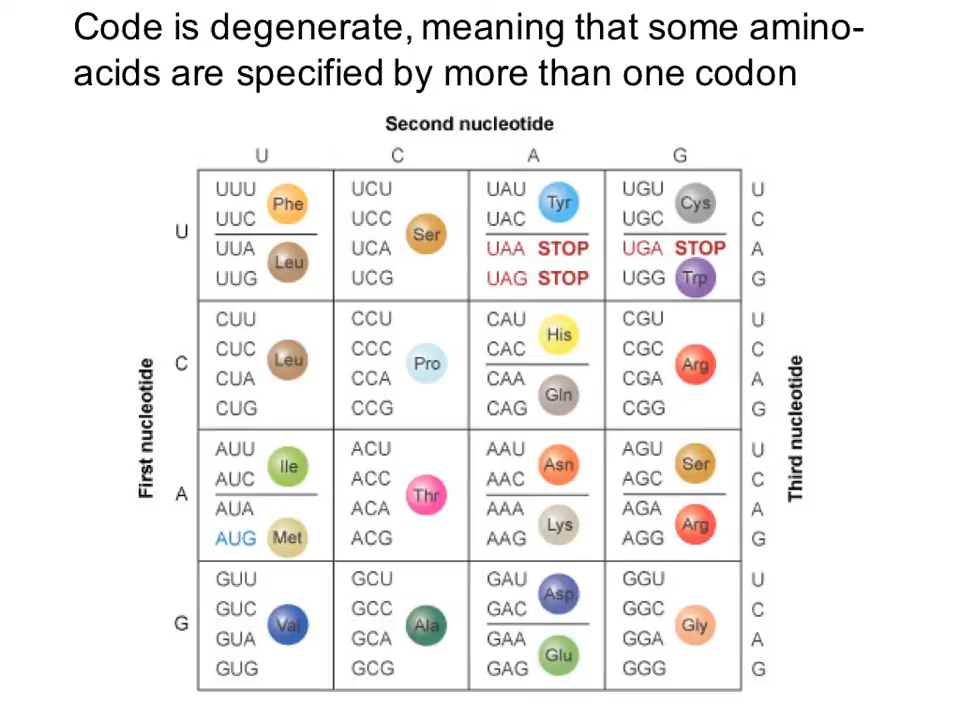 Code is degenerate, meaning that some amino-
acids are specified by more than one codon
Second nucleotide
U C A G
First nucleotide
Third nucleotide
U
UUU UCU UAU UGU U
Phe Tyr Cys
UUC UCC UAC UGC C
Ser
UUA UCA UAA STOP UGA STOP A
Leu
UUG UCG UAG STOP UGG Trp G
C
CUU CCU CAU CGU U
His
CUC CCC CAC CGC C
Leu Pro Arg
CUA CCA CAA CGA A
Gln
CUG CCG CAG CGG G
A
AUU ACU AAU AGU U
Ile Asn Ser
AUC ACC AAC AGC C
Thr
AUA ACA AAA AGA A
Lys Arg
AUG Met ACG AAG AGG G
G
GUU GCU GAU GGU U
Asp
GUC GCC GAC GGC C
Val Ala Gly
GUA GCA GAA GGA A
Glu
GUG GCG GAG GGG G